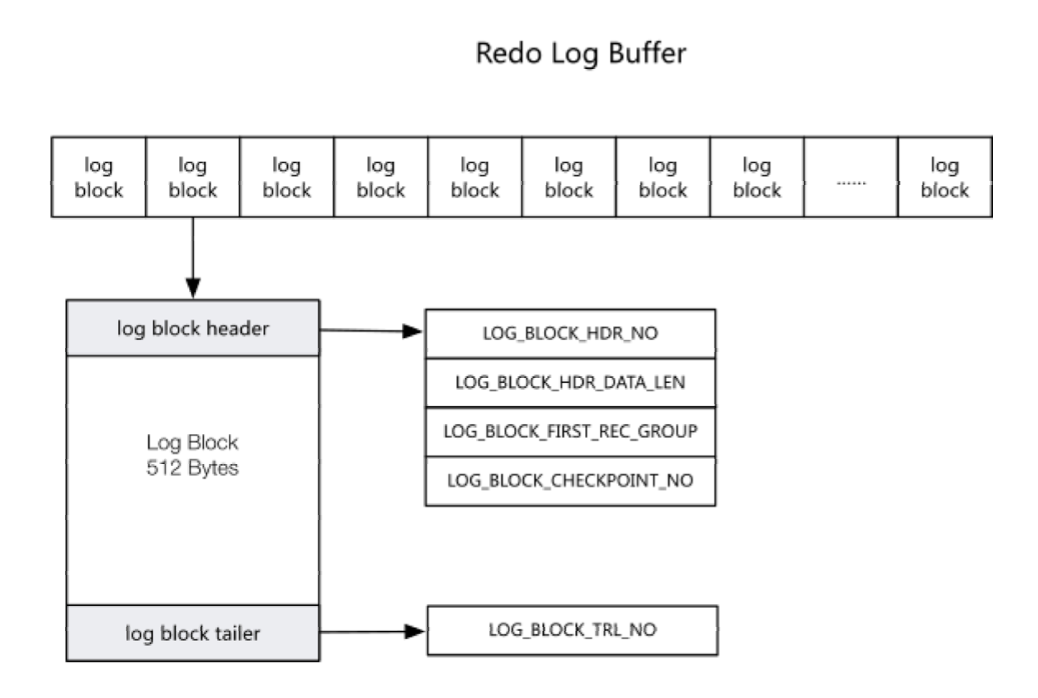 Redo Log Buffer
log
block
log
block
log
block
log
block
log
block
log
block
log
block
log
block
......
log
block
log block header
LOG_BLOCK_HDR_NO
LOG_BLOCK_HDR_DATA_LEN
LOG_BLOCK_FIRST_REC_GROUP
LOG_BLOCK_CHECKPOINT_NO
Log Block
512 Bytes
log block tailer
LOG_BLOCK_TRL_NO